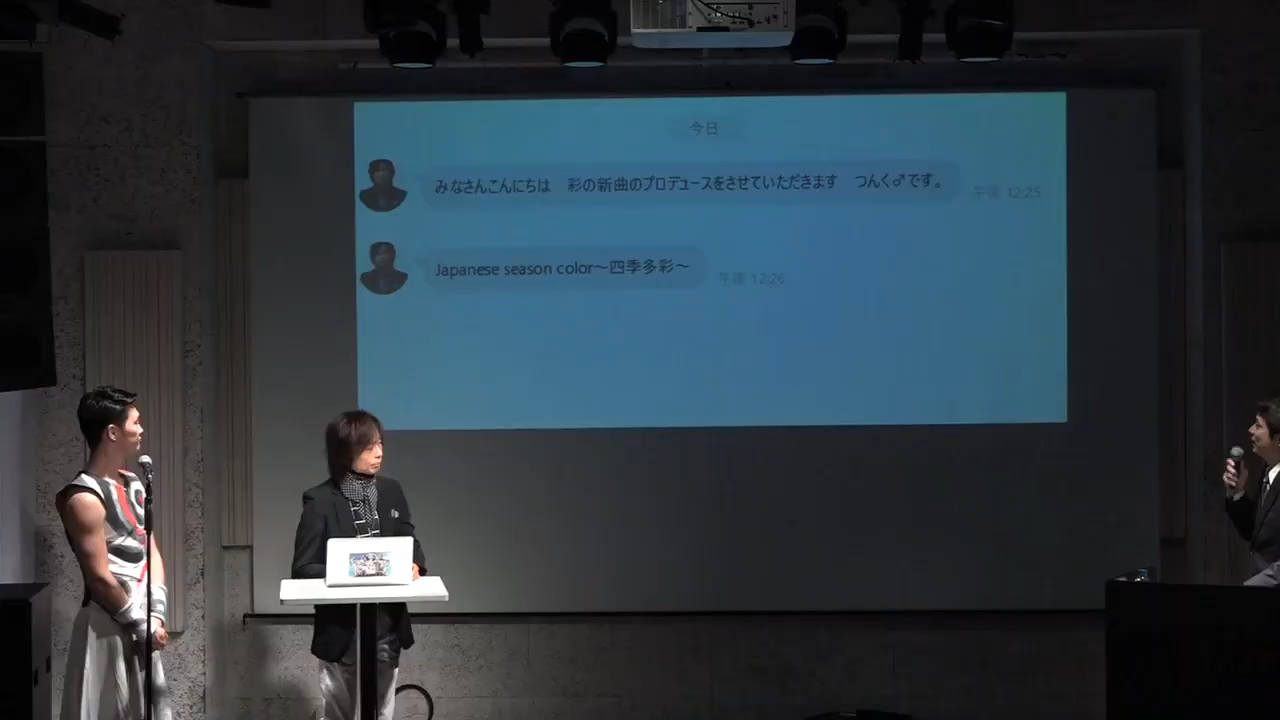 今日
みなさんこんにちは　彩の新曲のプロデュースをさせていただきます　つんく♂です。
午後 12:25
Japanese season color～四季多彩～
午後 12:26